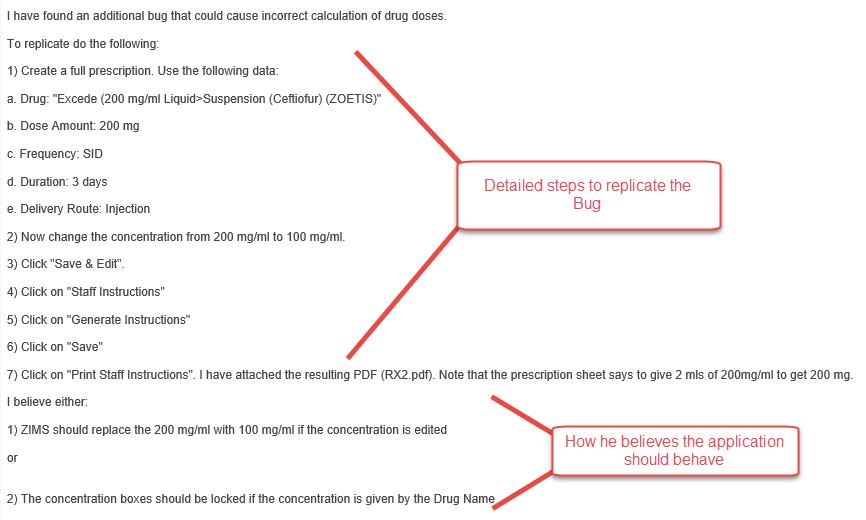 I have found an additional bug that could cause incorrect calculation of drug doses.
To replicate do the following:
1) Create a full prescription. Use the following data:
a. Drug: "Excede (200 mg/ml Liquid>Suspension (Ceftiofur) (ZOETIS)"
b. Dose Amount: 200 mg
c. Frequency: SID
d. Duration: 3 days
e. Delivery Route: Injection
Detailed steps to replicate the
Bug
2) Now change the concentration from 200 mg/ml to 100 mg/ml.
3) Click "Save & Edit".
4) Click on "Staff Instructions"
5) Click on "Generate Instructions"
6) Click on "Save"
7) Click on "Print Staff Instructions". I have attached the resulting PDF (RX2.pdf). Note that the prescription sheet says to give 2 mls of 200mg/ml to get 200 mg.
I believe either:
1) ZIMS should replace the 200 mg/ml with 100 mg/ml if the concentration is edited
or
2) The concentration boxes should be locked if the concentration is given by the Drug Name
How he believes the application
should behave